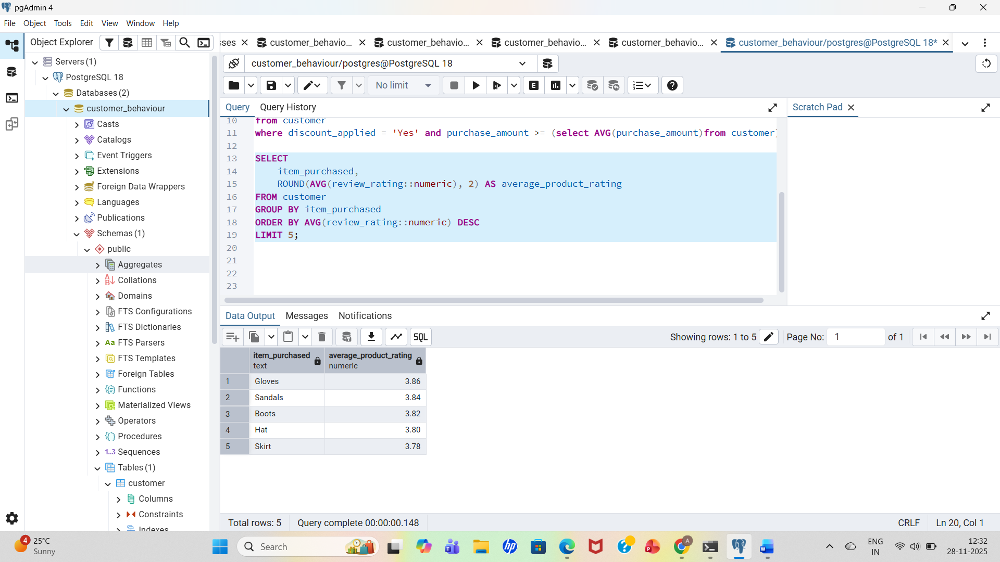 pgAdmin 4
File Object Tools Edit View Window Help
Object Explorer
sses
customer_behavio...
customer_behavio...
customer_behavio...
customer_behavio...
customer_behaviour/postgres@PostgreSQL 18*
Servers (1)
PostgreSQL 18
Databases (2)
customer_behaviour
Casts
Catalogs
Event Triggers
Extensions
Foreign Data Wrappers
Languages
Publications
Schemas (1)
public
Aggregates
Collations
Domains
FTS Configurations
FTS Dictionaries
Aa FTS Parsers
FTS Templates
Foreign Tables
Functions
Materialized Views
Operators
Procedures
1..3 Sequences
Tables (1)
customer
Columns
Constraints
Indexes
customer_behaviour/postgres@PostgreSQL 18
No limit
E
Query Query History
Scratch Pad
10 from customer
11 where discount_applied = 'Yes' and purchase_amount >= (select AVG(purchase_amount)from customer)
12
13 SELECT
14 item_purchased,
15 ROUND(AVG(review_rating::numeric), 2) AS average_product_rating
16 FROM customer
17 GROUP BY item_purchased
18 ORDER BY AVG(review_rating::numeric) DESC
19 LIMIT 5;
20
21
22
23
Data Output Messages Notifications
SQL
Showing rows: 1 to 5
Page No: 1 of 1
item_purchased text
average_product_rating numeric
1 Gloves 3.86
2 Sandals 3.84
3 Boots 3.82
4 Hat 3.80
5 Skirt 3.78
Total rows: 5 Query complete 00:00:00.148
CRLF Ln 20, Col 1
4
25°C
Sunny
Search
ENG
IN
12:32
28-11-2025